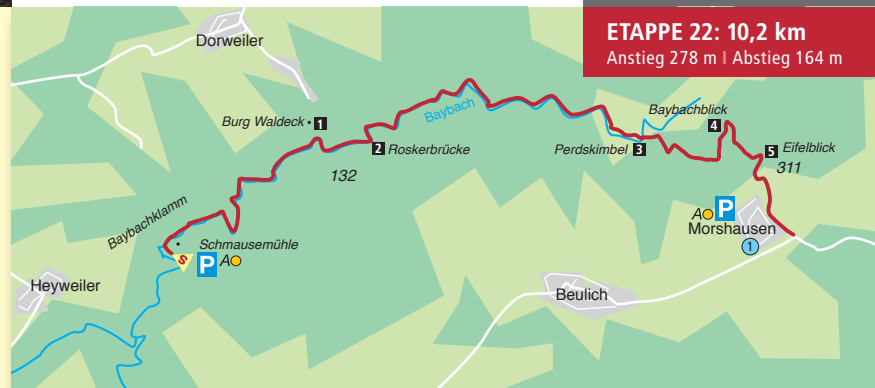 ETAPPE 22: 10,2 km
Anstieg 278 m | Abstieg 164 m
Dorweiler
Baybach
Baybachblick
4
Burg Waldeck
1
2
Roskerbrücke
Perdskimbel
3
5
Eifelblick
132
311
Baybachklamm
A
P
Morshausen
1
Schmausemühle
S
P
A
Heyweiler
Beulich